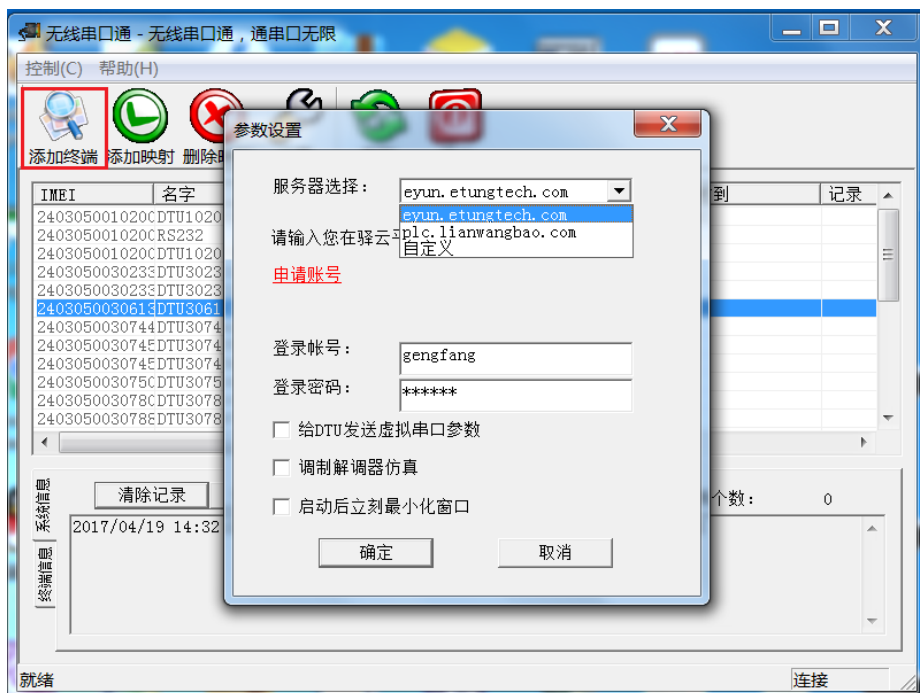 无线串口通 - 无线串口通，通串口无限
控制(C) 帮助(H)
添加终端 添加映射 删除
参数设置
服务器选择： eyun.etungtech.com
eyun.etungtech.com
plc.lianwangbao.com
自定义
请输入您在驿云
申请账号
登录帐号： gengfang
登录密码： ******
给DTU发送虚拟串口参数
调制解调器仿真
启动后立刻最小化窗口
确定 取消
IMEI 名字 到 记录
240305001020 DTU1020
240305001020 RS232
240305001020 DTU1020
240305003023 DTU3023
240305003023 DTU3023
240305003061 DTU3061
2403050030744 DTU3074
240305003074 DTU3074
240305003074 DTU3074
240305003075 DTU3075
240305003078 DTU3078
240305003078 DTU3078
系统信息
终端信息
清除记录 个数： 0
2017/04/19 14:32
就绪 连接